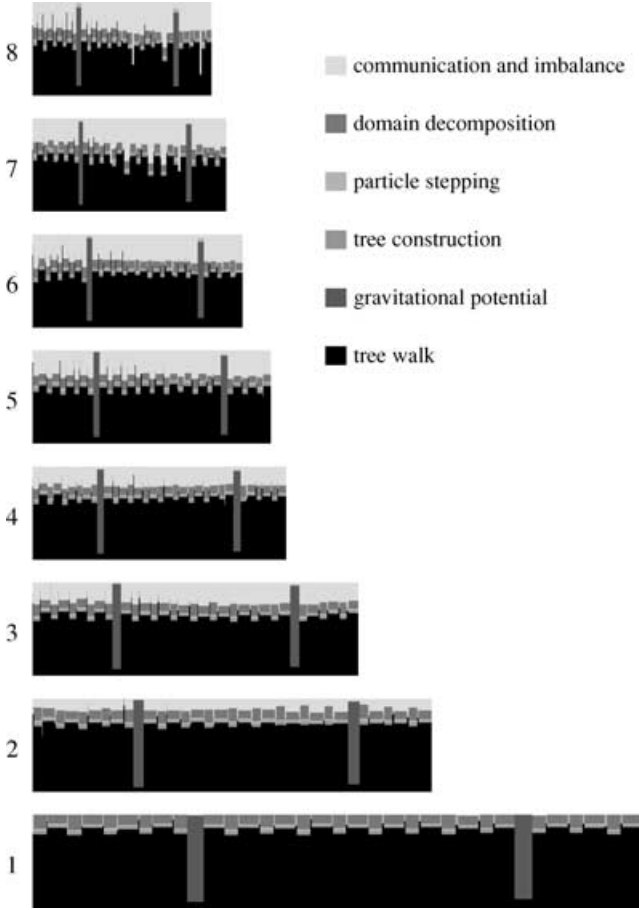 8
communication and imbalance
domain decomposition
7
particle stepping
tree construction
6
gravitational potential
tree walk
5
4
3
2
1